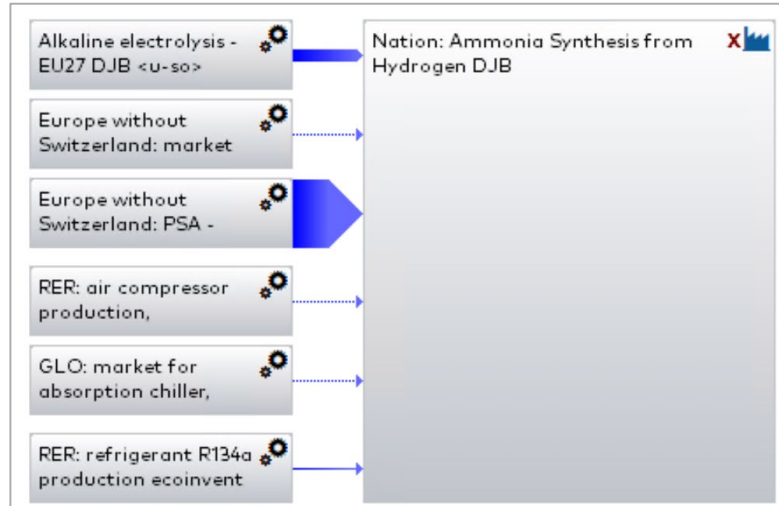 Alkaline electrolysis -
EU27 DJB <u-so>
Europe without
Switzerland: market
Europe without
Switzerland: PSA -
RER: air compressor
production,
GLO: market for
absorption chiller,
RER: refrigerant R134a
production ecoinvent
Nation: Ammonia Synthesis from
Hydrogen DJB
X